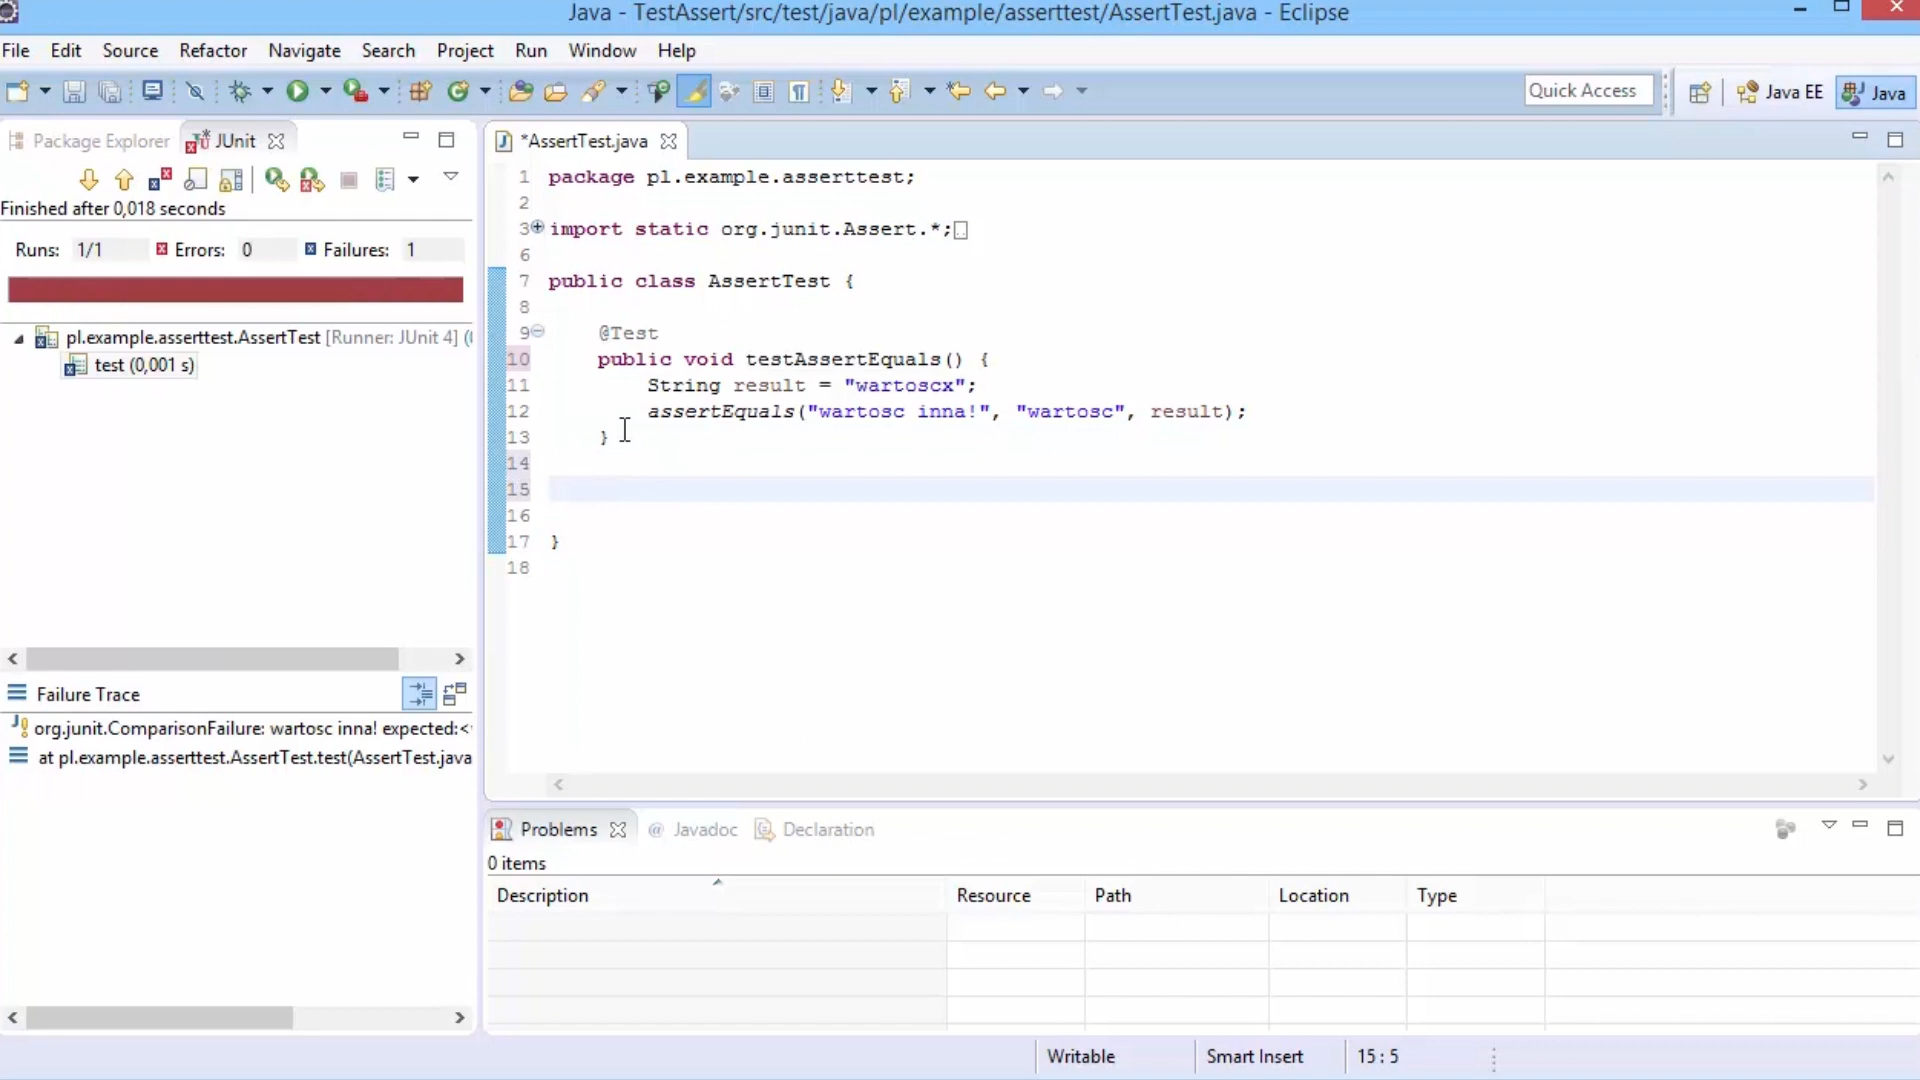 Java - TestAssert/src/test/java/pl/example/asserttest/AssertTest.java - Eclipse
File Edit Source Refactor Navigate Search Project Run Window Help
Quick Access
Java EE
Java
Package Explorer
JUnit
Finished after 0,018 seconds
Runs: 1/1 Errors: 0 Failures: 1
pl.example.asserttest.AssertTest [Runner: JUnit 4] (
test (0,001 s)
Failure Trace
org.junit.ComparisonFailure: wartosc inna! expected:<
at pl.example.asserttest.AssertTest.test(AssertTest.java
*AssertTest.java
1 package pl.example.asserttest;
2
3 import static org.junit.Assert.*;
6
7 public class AssertTest {
8
9 @Test
10 public void testAssertEquals() {
11 String result = "wartoscx";
12 assertEquals("wartosc inna!", "wartosc", result);
13 }
14
15
16
17 }
18
Problems @ Javadoc Declaration
0 items
Description Resource Path Location Type
Writable Smart Insert 15 : 5